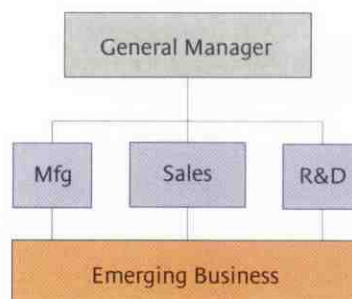 General Manager
Mfg
Sales
R&D
Emerging Business